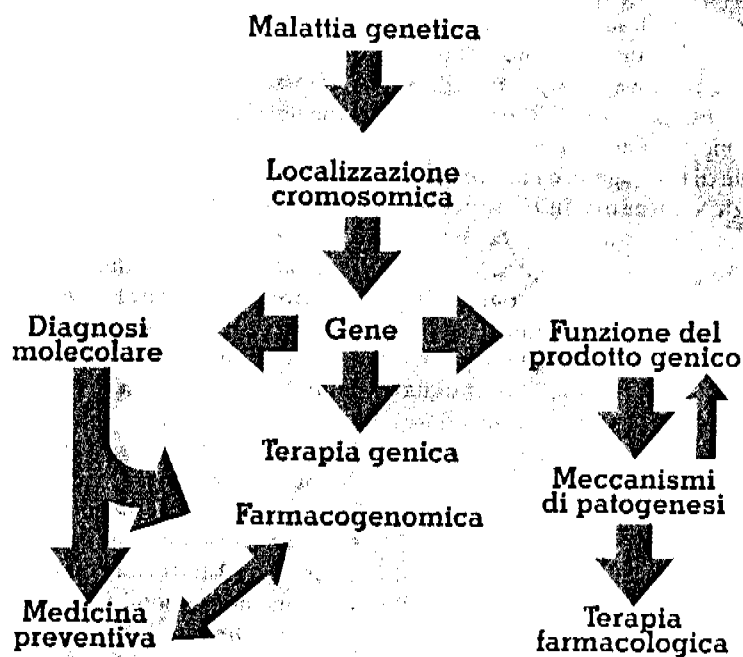 Malattia genetica
Localizzazione
cromosomica
Diagnosi
molecolare
Gene
Funzione del
prodotto genico
Terapia genica
Farmacogenomica
Meccanismi
di patogenesi
Medicina
preventiva
Terapia
farmacologica